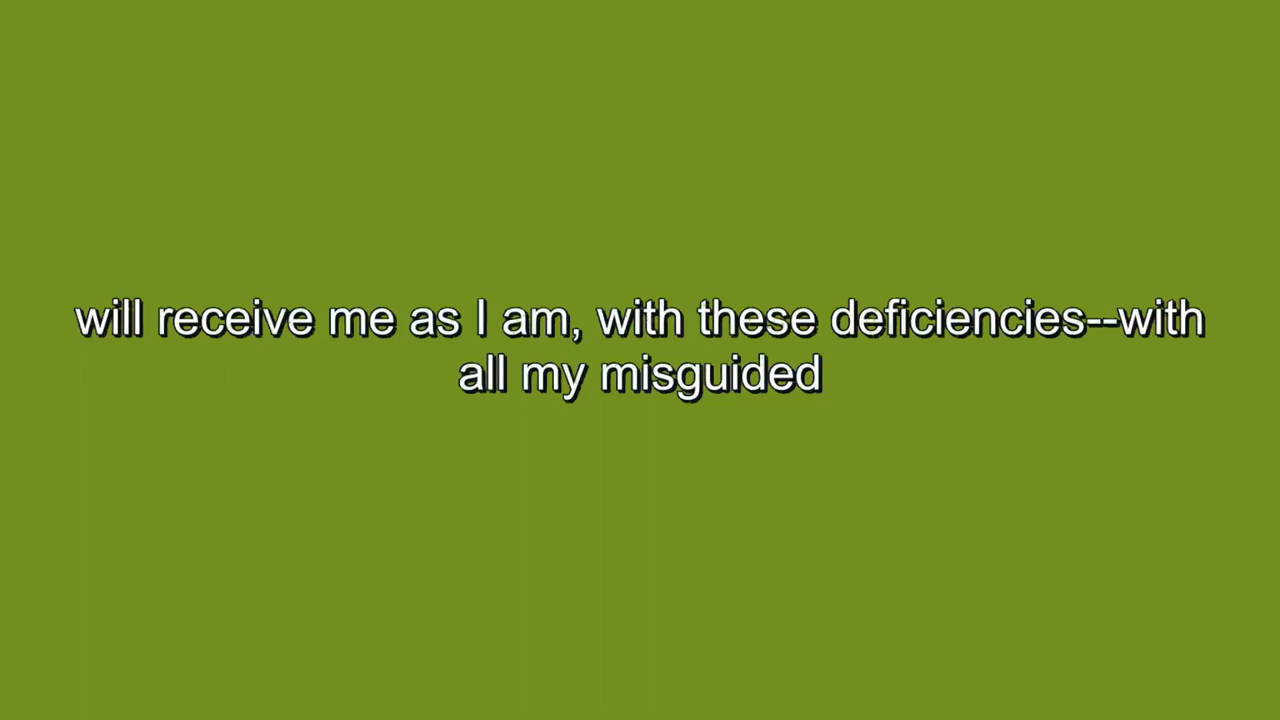 will receive me as I am, with these deficiencies--with
all my misguided